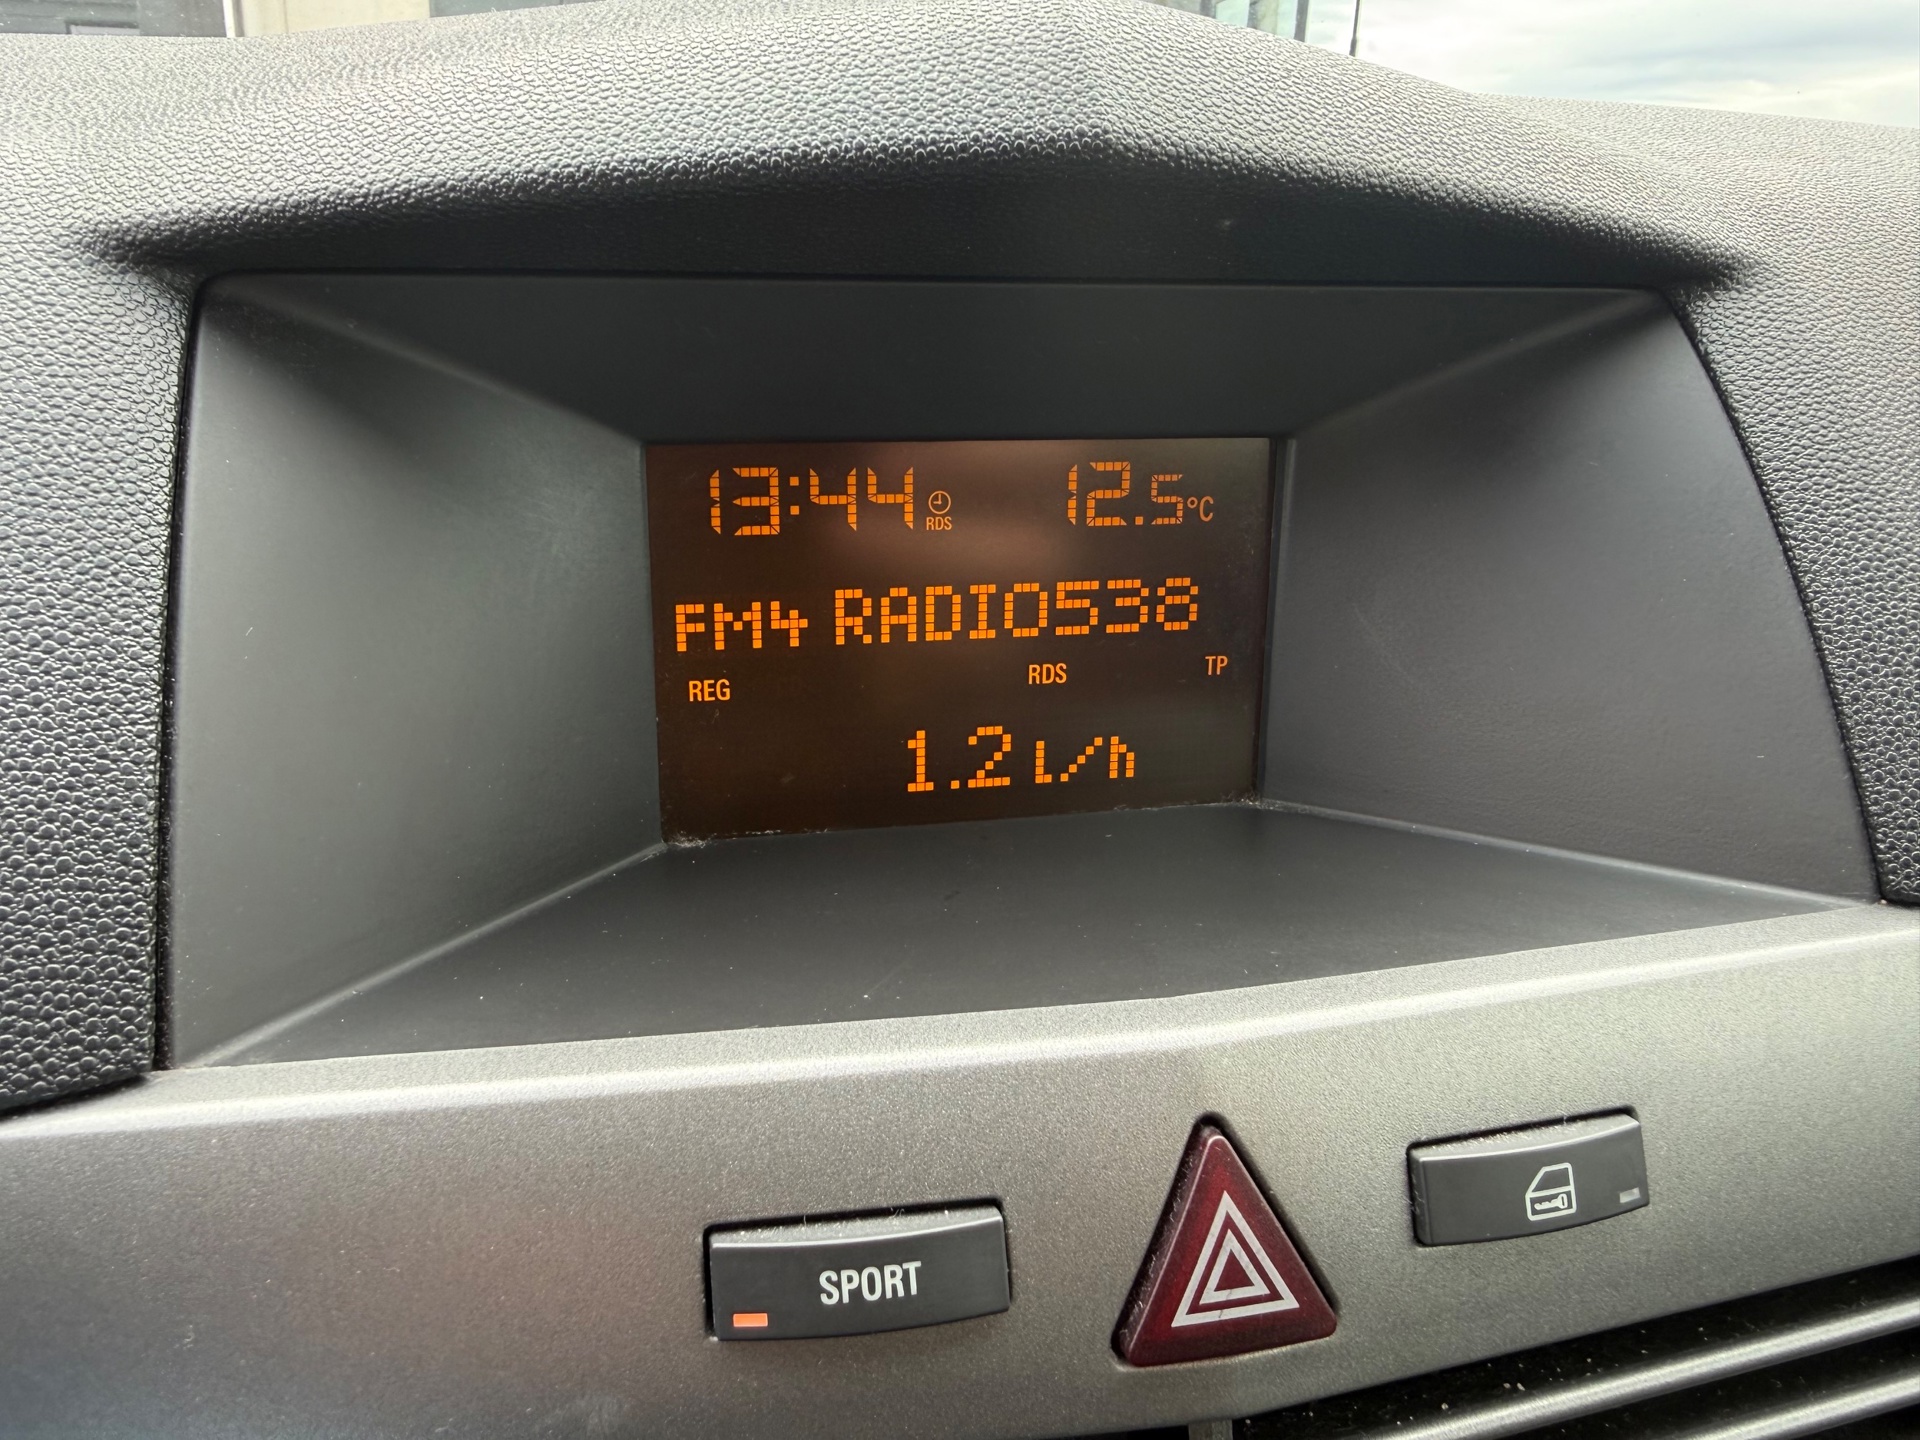 13:44 RDS 12.5°C
FM4 RADIO538
REG RDS TP
1.2 l/h
SPORT